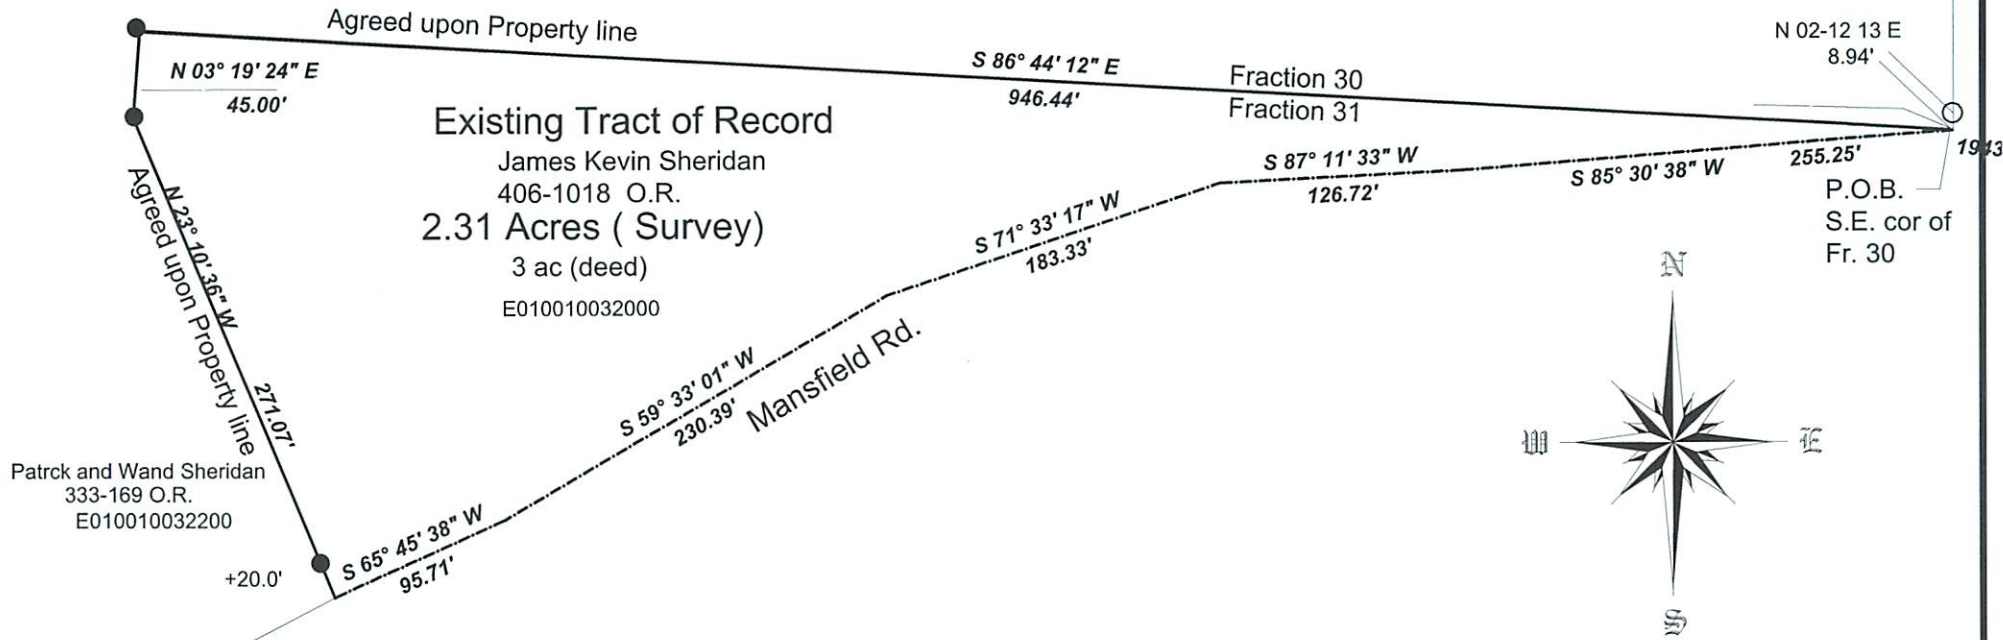 Agreed upon Property line
N 02-12 13 E
8.94'
N 03° 19' 24" E
45.00'
S 86° 44' 12" E
946.44'
Fraction 30
Fraction 31
Existing Tract of Record
James Kevin Sheridan
406-1018 O.R.
2.31 Acres ( Survey)
3 ac (deed)
E010010032000
S 87° 11' 33" W
126.72'
S 85° 30' 38" W
255.25'
1943
P.O.B.
S.E. cor of
Fr. 30
S 71° 33' 17" W
183.33'
N 23° 10' 36" W
271.07'
Agreed upon Property line
S 59° 33' 01" W
230.39'
Mansfield Rd.
Patrck and Wand Sheridan
333-169 O.R.
E010010032200
+20.0'
S 65° 45' 38" W
95.71'
N
W
E
S